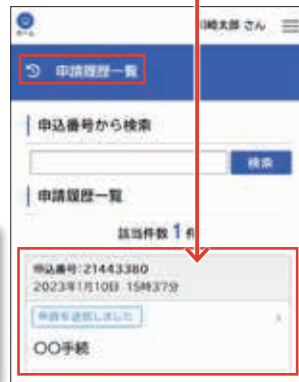 ホーム
川崎太郎 さん
申請履歴一覧
申込番号から検索
検索
申請履歴一覧
該当件数 1 件
申込番号:21443380
2023年1月10日 15時37分
申請を送信しました
〇〇手続